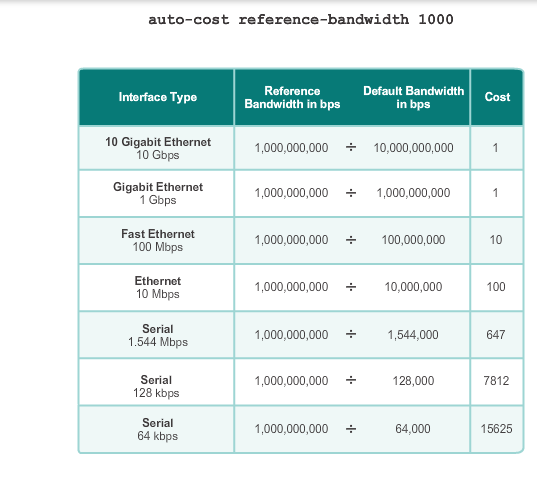 auto-cost reference-bandwidth 1000
Interface Type
Reference
Bandwidth in bps
Default Bandwidth
in bps
Cost
10 Gigabit Ethernet
10 Gbps
1,000,000,000 ÷ 10,000,000,000 1
Gigabit Ethernet
1 Gbps
1,000,000,000 ÷ 1,000,000,000 1
Fast Ethernet
100 Mbps
1,000,000,000 ÷ 100,000,000 10
Ethernet
10 Mbps
1,000,000,000 ÷ 10,000,000 100
Serial
1.544 Mbps
1,000,000,000 ÷ 1,544,000 647
Serial
128 kbps
1,000,000,000 ÷ 128,000 7812
Serial
64 kbps
1,000,000,000 ÷ 64,000 15625